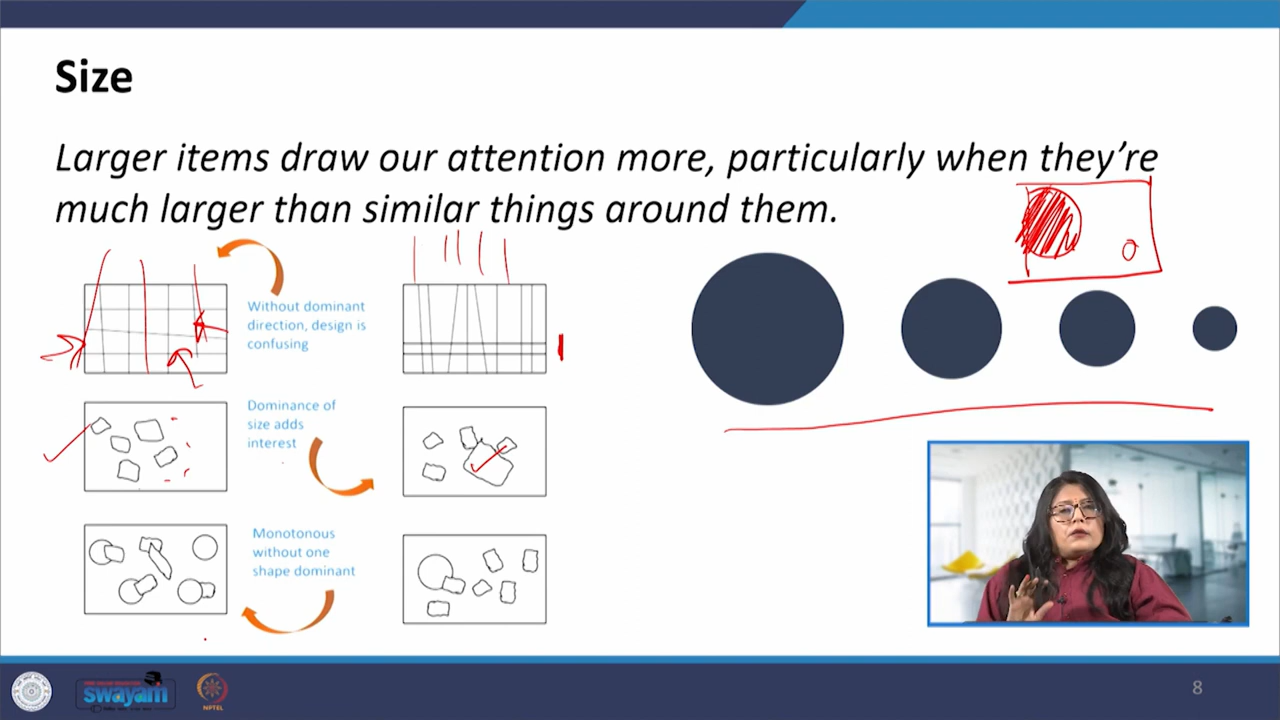 Size
Larger items draw our attention more, particularly when they're
much larger than similar things around them.
Without dominant
direction, design is
confusing
Dominance of
size adds
interest
Monotonous
without one
shape dominant
swayam
NPTEL
8